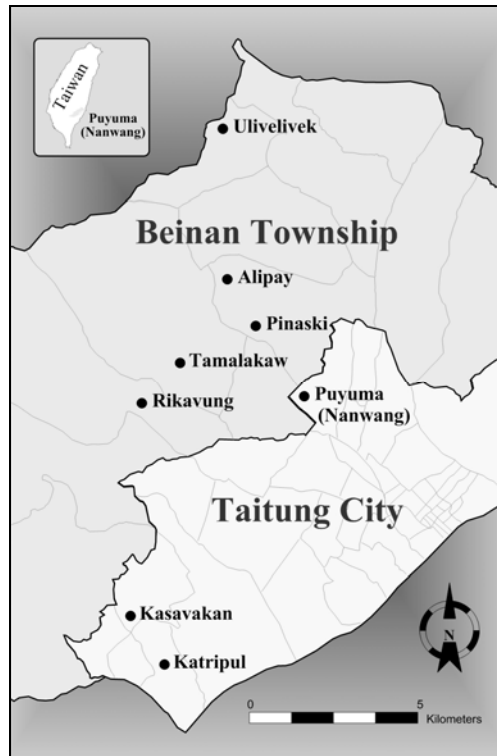 Taiwan
Puyuma
(Nanwang)
Ulivelivek
Beinan Township
Alipay
Pinaski
Tamalakaw
Rikavung
Puyuma
(Nanwang)
Taitung City
Kasavakan
Katripul
N
0
5
Kilometers